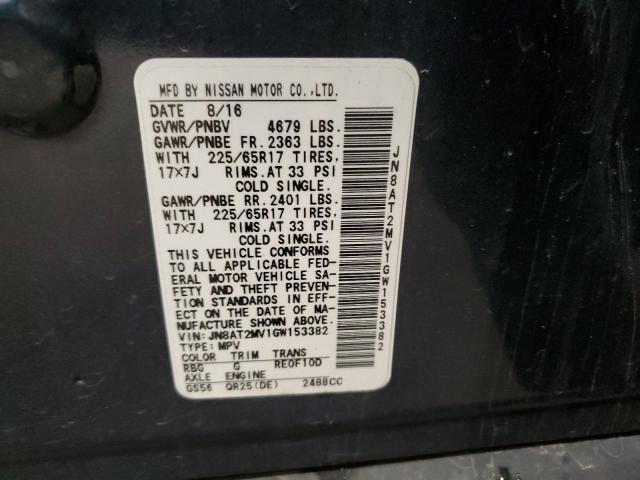 MFD BY NISSAN MOTOR CO.,LTD.
DATE 8/16
GVWR/PNBV 4679 LBS.
GAWR/PNBE FR. 2363 LBS.
WITH 225/65R17 TIRES,
17×7J RIMS.AT 33 PSI
COLD SINGLE.
GAWR/PNBE RR. 2401 LBS.
WITH 225/65R17 TIRES,
17×7J RIMS.AT 33 PSI
COLD SINGLE.
THIS VEHICLE CONFORMS
TO ALL APPLICABLE FED-
ERAL MOTOR VEHICLE SA-
FETY AND THEFT PREVEN-
TION STANDARDS IN EFF-
ECT ON THE DATE OF MA-
NUFACTURE SHOWN ABOVE.
VIN:JN8AT2MV1GW153382
TYPE:MPV
COLOR TRIM TRANS
RBG G RE0F10D
AXLE ENGINE
GS56 QR25(DE) 2488CC
JN8AT2MV1GW153382